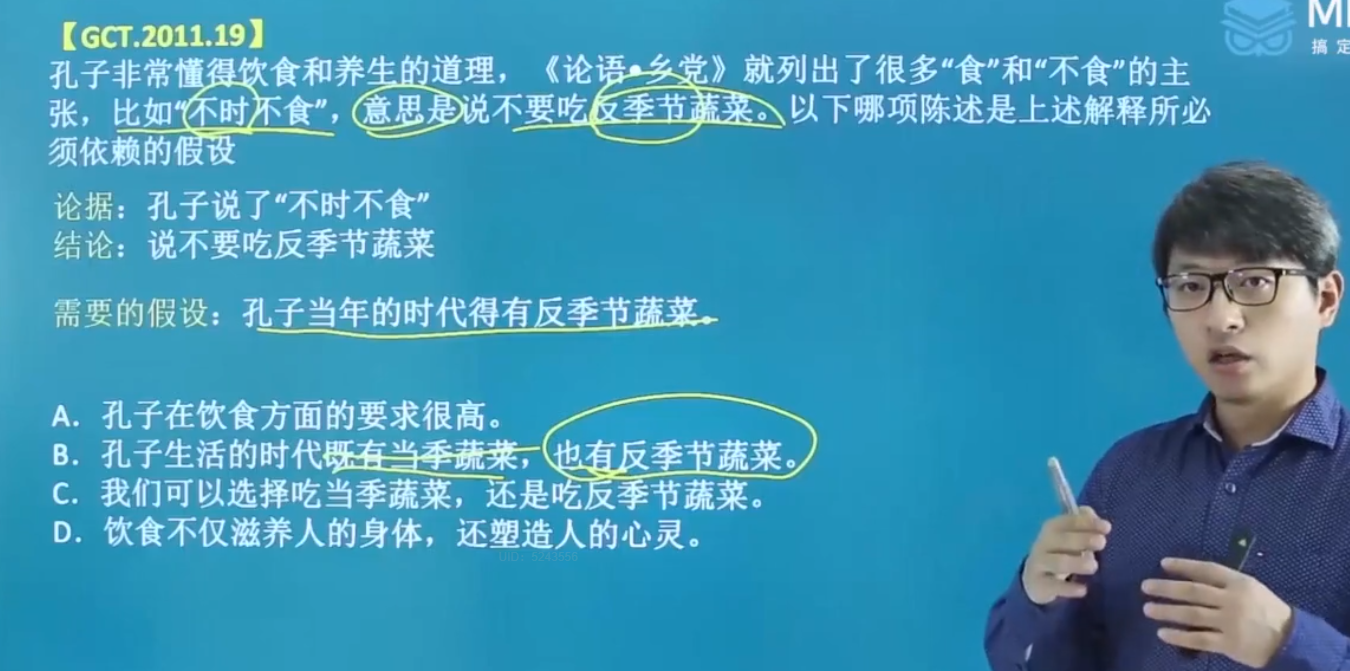 【GCT.2011.19】
孔子非常懂得饮食和养生的道理，《论语•乡党》就列出了很多“食”和“不食”的主
张，比如“不时不食”，意思是说不要吃反季节蔬菜。以下哪项陈述是上述解释所必
须依赖的假设
论据：孔子说了“不时不食”
结论：说不要吃反季节蔬菜
需要的假设：孔子当年的时代得有反季节蔬菜。
A. 孔子在饮食方面的要求很高。
B. 孔子生活的时代既有当季蔬菜，也有反季节蔬菜。
C. 我们可以选择吃当季蔬菜，还是吃反季节蔬菜。
D. 饮食不仅滋养人的身体，还塑造人的心灵。
搞定